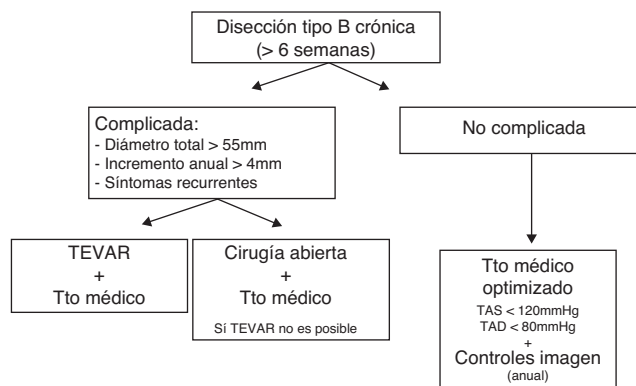 Disección tipo B crónica
(> 6 semanas)
Complicada:
- Diámetro total > 55mm
- Incremento anual > 4mm
- Síntomas recurrentes
No complicada
TEVAR
+
Tto médico
Cirugía abierta
+
Tto médico
Sí TEVAR no es posible
Tto médico
optimizado
TAS < 120mmHg
TAD < 80mmHg
+
Controles imagen
(anual)